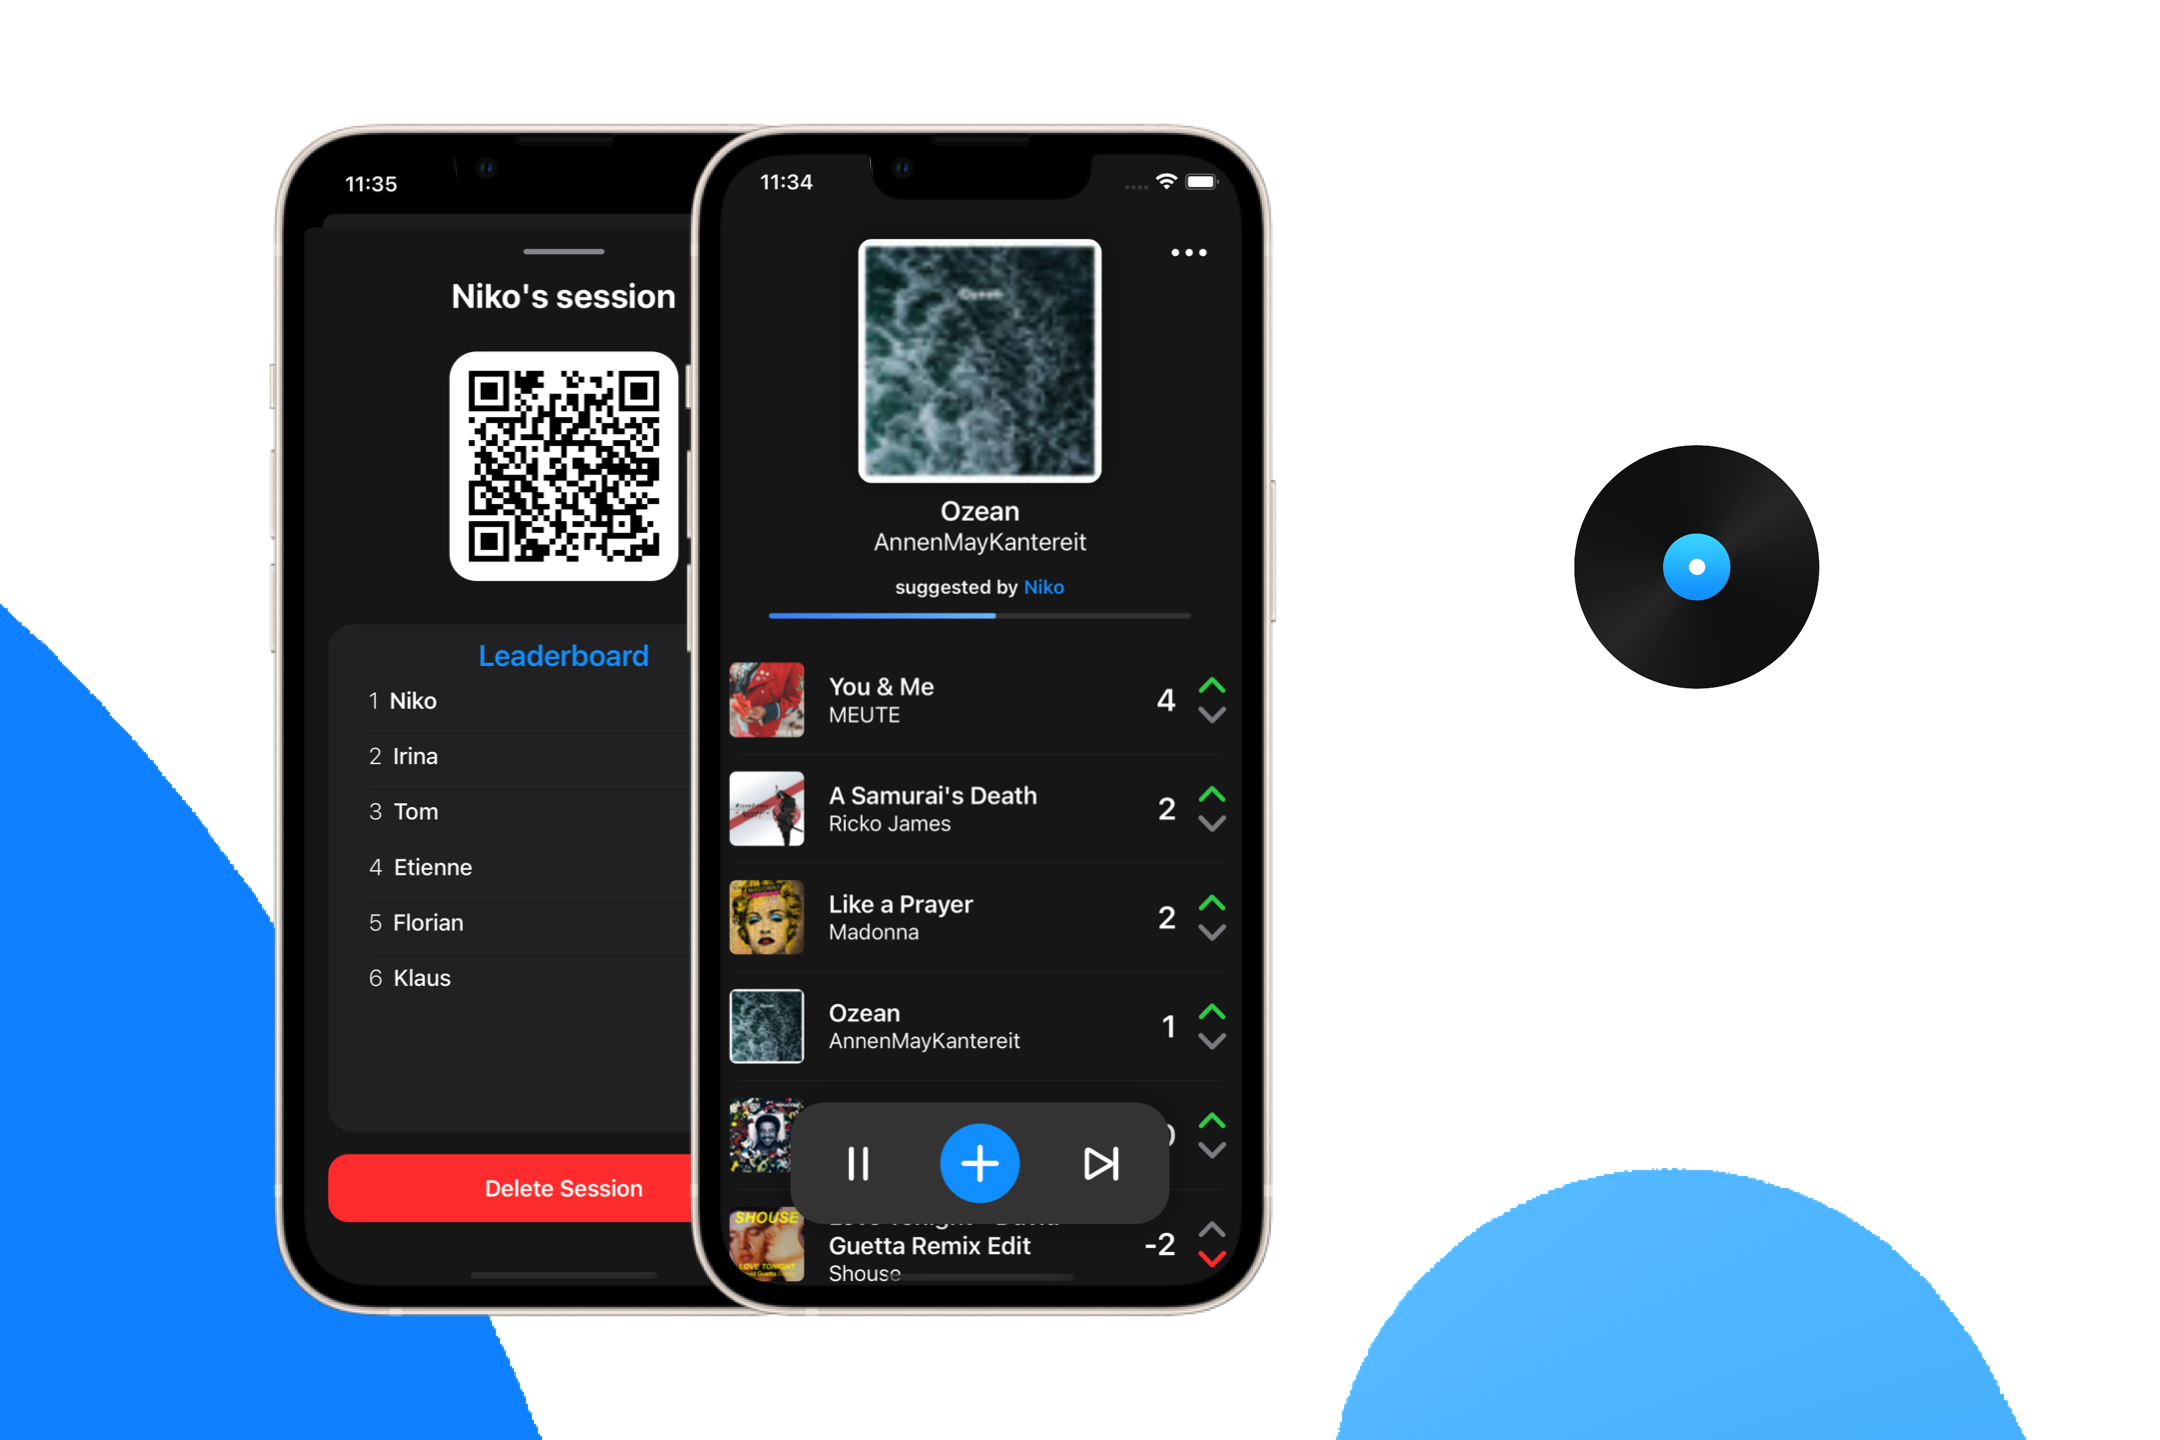 11:35
Niko's session
Leaderboard
1 Niko
2 Irina
3 Tom
4 Etienne
5 Florian
6 Klaus
Delete Session
11:34
Ozean
AnnenMayKantereit
suggested by Niko
You & Me
MEUTE
4
A Samurai's Death
Ricko James
2
Like a Prayer
Madonna
2
Ozean
AnnenMayKantereit
1
SHOUSE
LOVE TONIGHT
Guetta Remix Edit
Shouse
-2